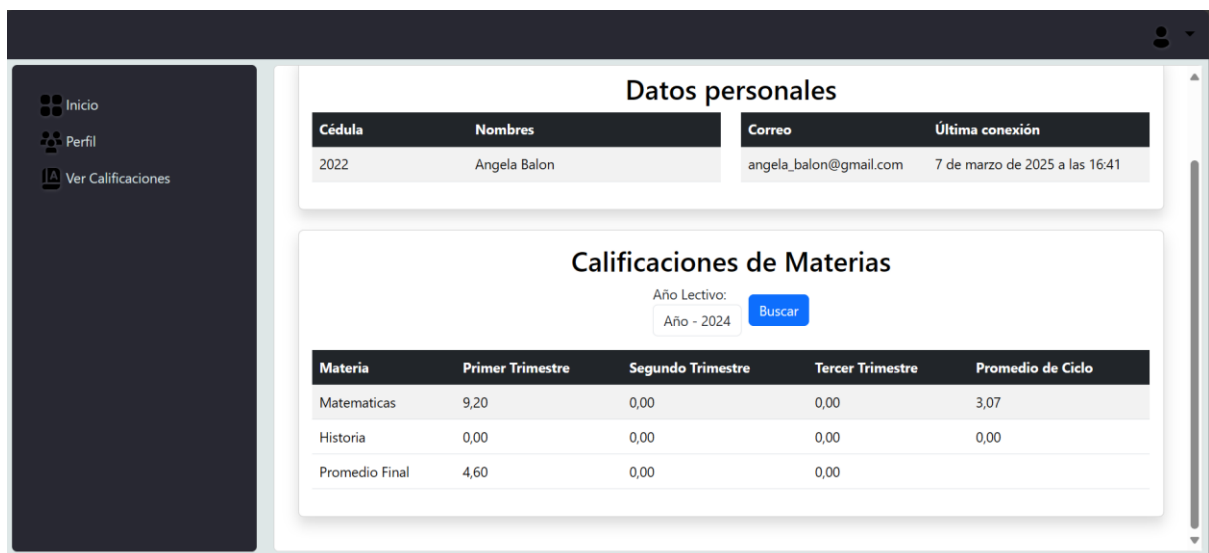 Inicio
Perfil
Ver Calificaciones
Datos personales
Cédula Nombres Correo Última conexión
2022 Angela Balon angela_balon@gmail.com 7 de marzo de 2025 a las 16:41
Calificaciones de Materias
Año Lectivo:
Año - 2024 Buscar
Materia Primer Trimestre Segundo Trimestre Tercer Trimestre Promedio de Ciclo
Matematicas 9,20 0,00 0,00 3,07
Historia 0,00 0,00 0,00 0,00
Promedio Final 4,60 0,00 0,00